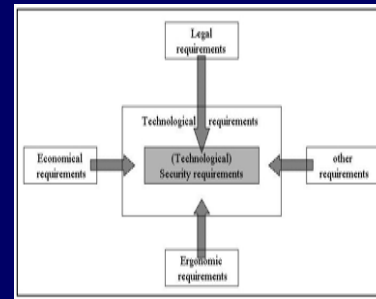 Legal
requirements
Technological requirements
Economical
requirements
(Technological)
Security requirements
other
requirements
Ergonomic
requirements